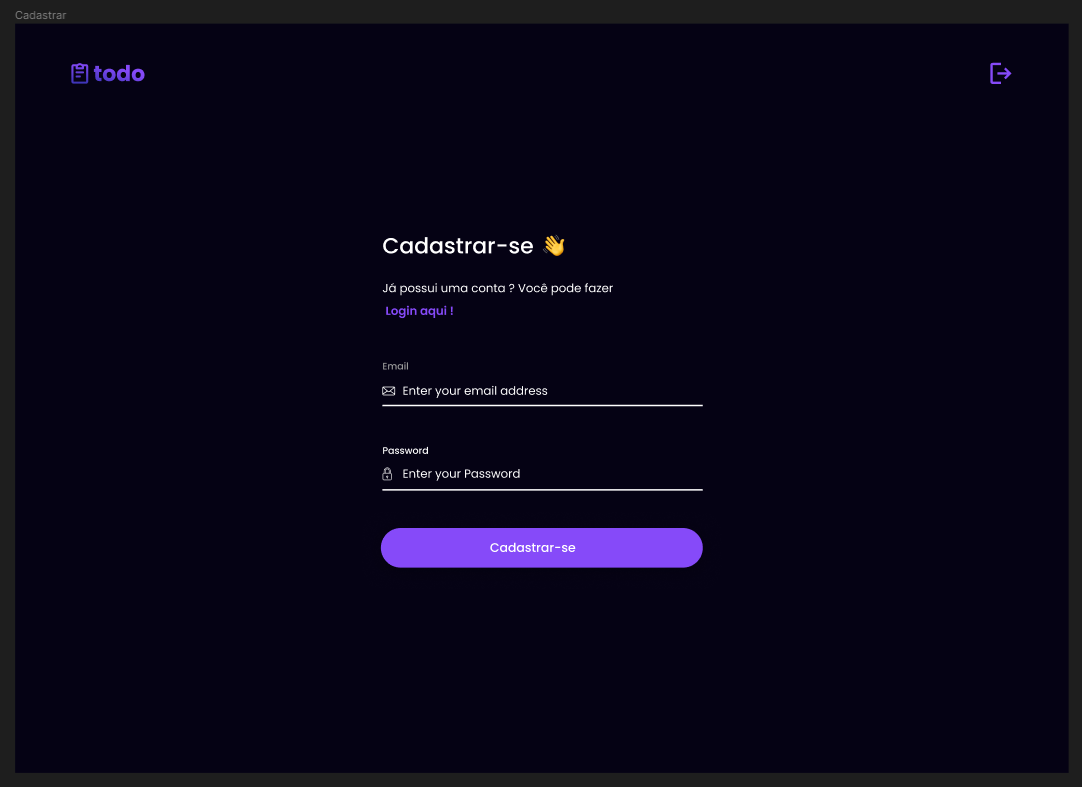 Cadastrar
todo
Cadastrar-se 👋
Já possui uma conta ? Você pode fazer
Login aqui !
Email
Enter your email address
Password
Enter your Password
Cadastrar-se